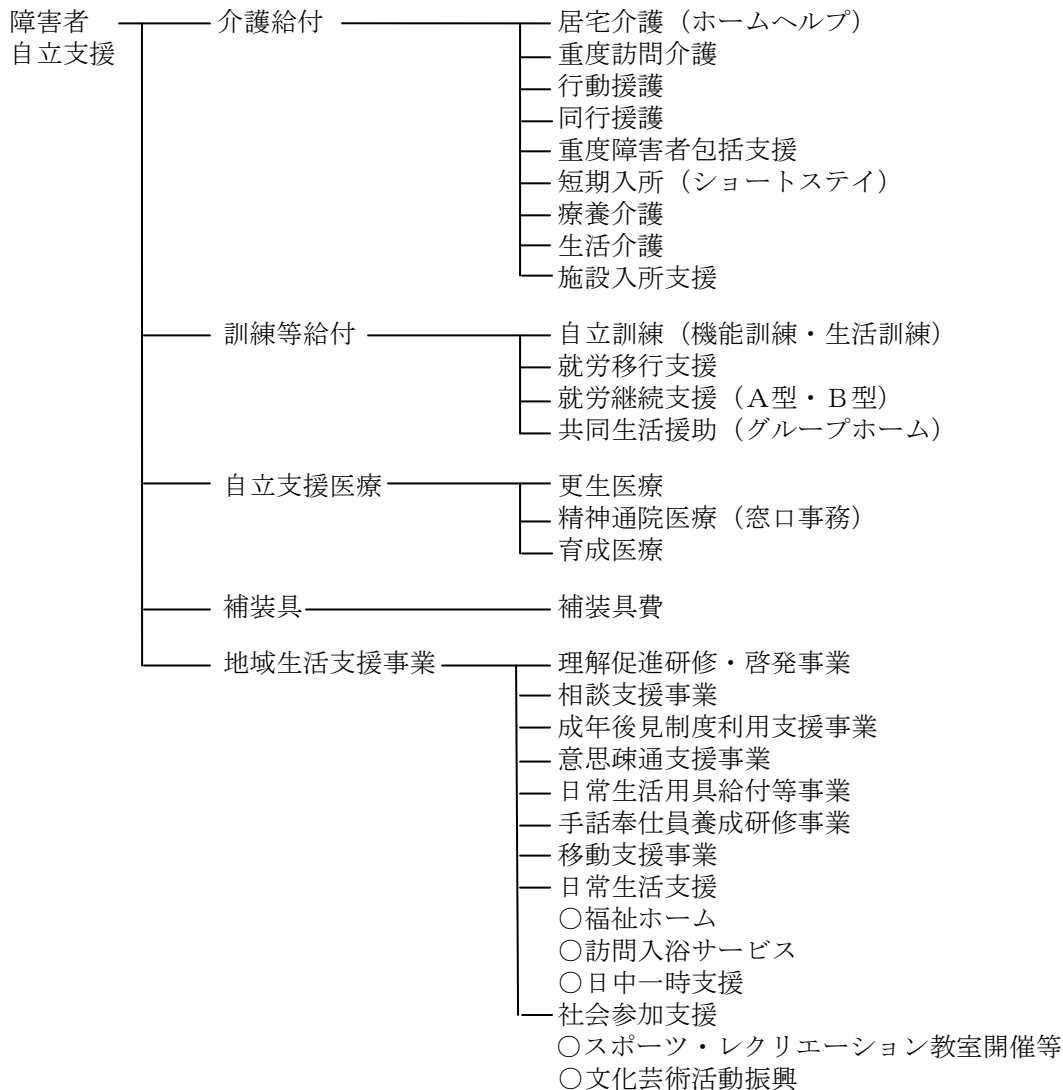 障害者
自立支援
介護給付
居宅介護（ホームヘルプ）
重度訪問介護
行動援護
同行援護
重度障害者包括支援
短期入所（ショートステイ）
療養介護
生活介護
施設入所支援
訓練等給付
自立訓練（機能訓練・生活訓練）
就労移行支援
就労継続支援（Ａ型・Ｂ型）
共同生活援助（グループホーム）
自立支援医療
更生医療
精神通院医療（窓口事務）
育成医療
補装具
補装具費
地域生活支援事業
理解促進研修・啓発事業
相談支援事業
成年後見制度利用支援事業
意思疎通支援事業
日常生活用具給付等事業
手話奉仕員養成研修事業
移動支援事業
日常生活支援
○福祉ホーム
○訪問入浴サービス
○日中一時支援
社会参加支援
○スポーツ・レクリエーション教室開催等
○文化芸術活動振興